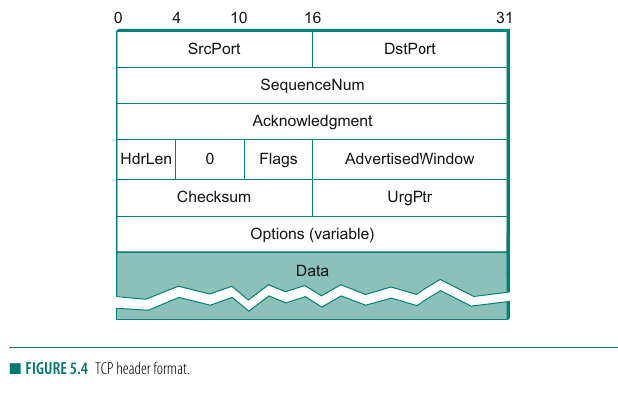 0 4 10 16 31
SrcPort DstPort
SequenceNum
Acknowledgment
HdrLen 0 Flags AdvertisedWindow
Checksum UrgPtr
Options (variable)
Data
FIGURE 5.4 TCP header format.